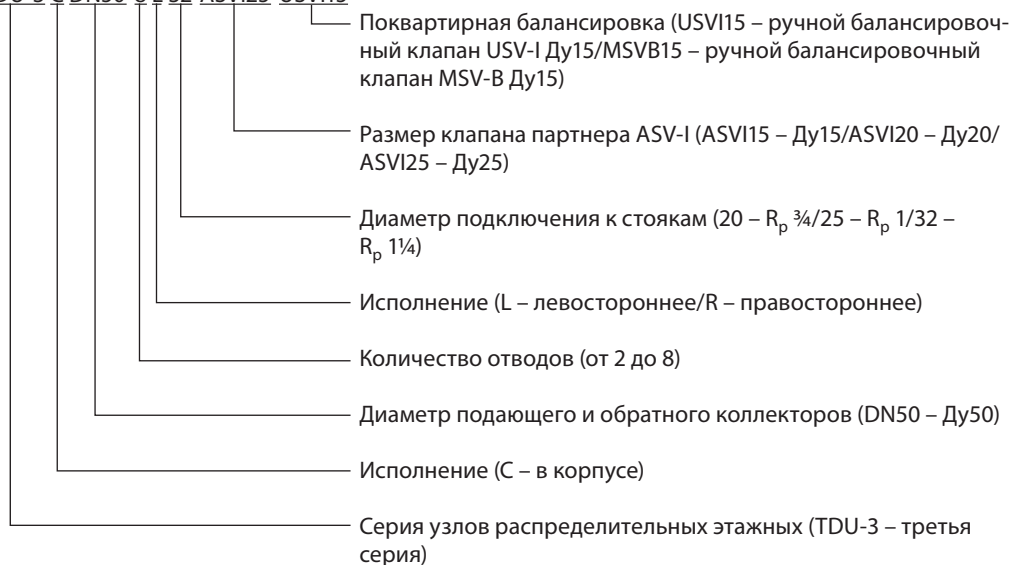 Поквартирная балансировка (USVI15 – ручной балансировоч-
ный клапан USV-I Ду15/MSVB15 – ручной балансировочный
клапан MSV-B Ду15)
Размер клапана партнера ASV-I (ASVI15 – Ду15/ASVI20 – Ду20/
ASVI25 – Ду25)
Диаметр подключения к стоякам (20 – Rp ¾/25 – Rp 1/32 –
Rp 1¼)
Исполнение (L – левостороннее/R – правостороннее)
Количество отводов (от 2 до 8)
Диаметр подающего и обратного коллекторов (DN50 – Ду50)
Исполнение (C – в корпусе)
Серия узлов распределительных этажных (TDU-3 – третья
серия)